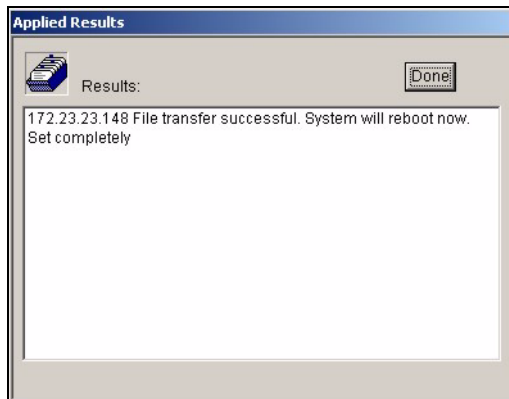 Applied Results
Results:
Done
172.23.23.148 File transfer successful. System will reboot now.
Set completely